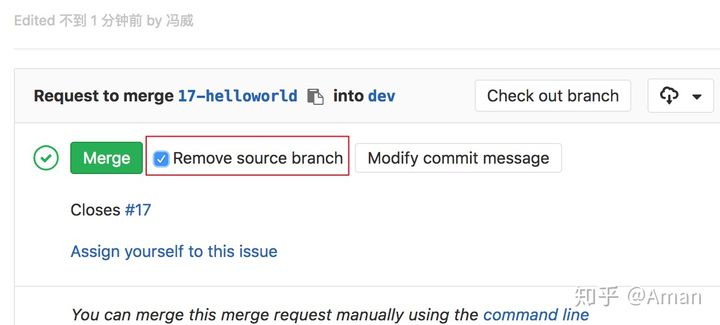 Edited 不到 1 分钟前 by 冯威
Request to merge 17-helloworld into dev Check out branch
Merge Remove source branch Modify commit message
Closes #17
Assign yourself to this issue
You can merge this merge request manually using the command line
知乎 @Aman